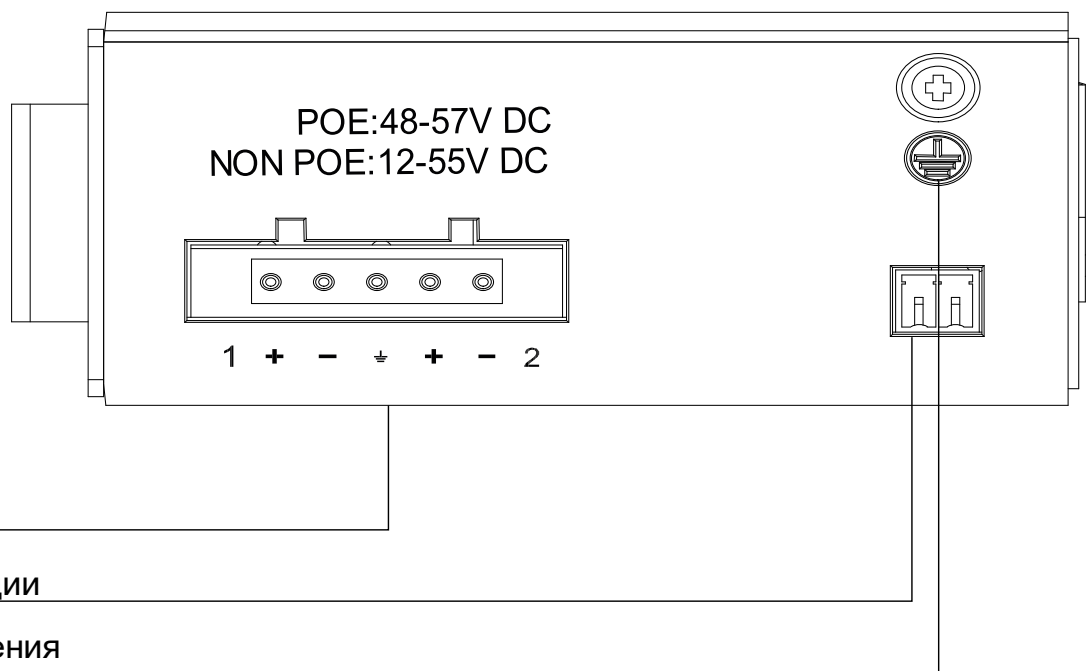 POE:48-57V DC
NON POE:12-55V DC
1 + − ⏚ + − 2
ции
ения